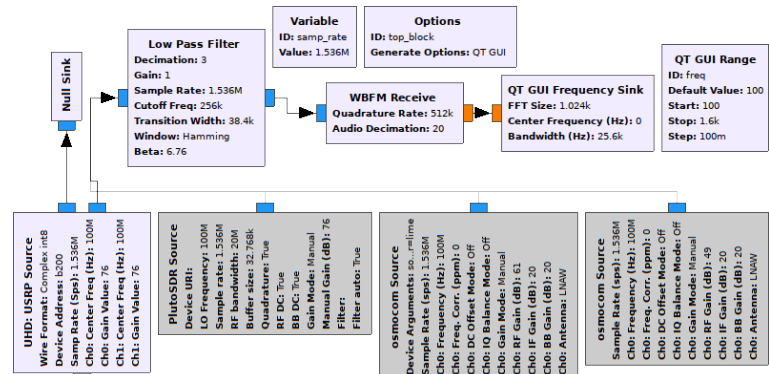 Variable
ID: samp_rate
Value: 1.536M
Options
ID: top_block
Generate Options: QT GUI
Low Pass Filter
Decimation: 3
Gain: 1
Sample Rate: 1.536M
Cutoff Freq: 256k
Transition Width: 38.4k
Window: Hamming
Beta: 6.76
Null Sink
WBFM Receive
Quadrature Rate: 512k
Audio Decimation: 20
QT GUI Frequency Sink
FFT Size: 1.024k
Center Frequency (Hz): 0
Bandwidth (Hz): 25.6k
QT GUI Range
ID: freq
Default Value: 100
Start: 100
Stop: 1.6k
Step: 100m
UHD: USRP Source
Wire Format: Complex int8
Device Address: b200
Samp Rate (Sps): 1.536M
Ch0: Center Freq (Hz): 100M
Ch0: Gain Value: 76
Ch1: Center Freq (Hz): 100M
Ch1: Gain Value: 76
PlutoSDR Source
Device URI:
LO Frequency: 100M
Sample rate: 1.536M
RF bandwidth: 20M
Buffer size: 32.768k
Quadrature: True
RF DC: True
BB DC: True
Gain Mode: Manual
Manual Gain (dB): 76
Filter:
Filter auto: True
osmocom Source
Device Arguments: so...r=lime
Sample Rate (sps): 1.536M
Ch0: Frequency (Hz): 100M
Ch0: Freq. Corr. (ppm): 0
Ch0: DC Offset Mode: Off
Ch0: IQ Balance Mode: Off
Ch0: Gain Mode: Manual
Ch0: RF Gain (dB): 61
Ch0: IF Gain (dB): 20
Ch0: BB Gain (dB): 20
Ch0: Antenna: LNAW
osmocom Source
Sample Rate (sps): 1.536M
Ch0: Frequency (Hz): 100M
Ch0: Freq. Corr. (ppm): 0
Ch0: DC Offset Mode: Off
Ch0: IQ Balance Mode: Off
Ch0: Gain Mode: Manual
Ch0: RF Gain (dB): 49
Ch0: IF Gain (dB): 20
Ch0: BB Gain (dB): 20
Ch0: Antenna: LNAW